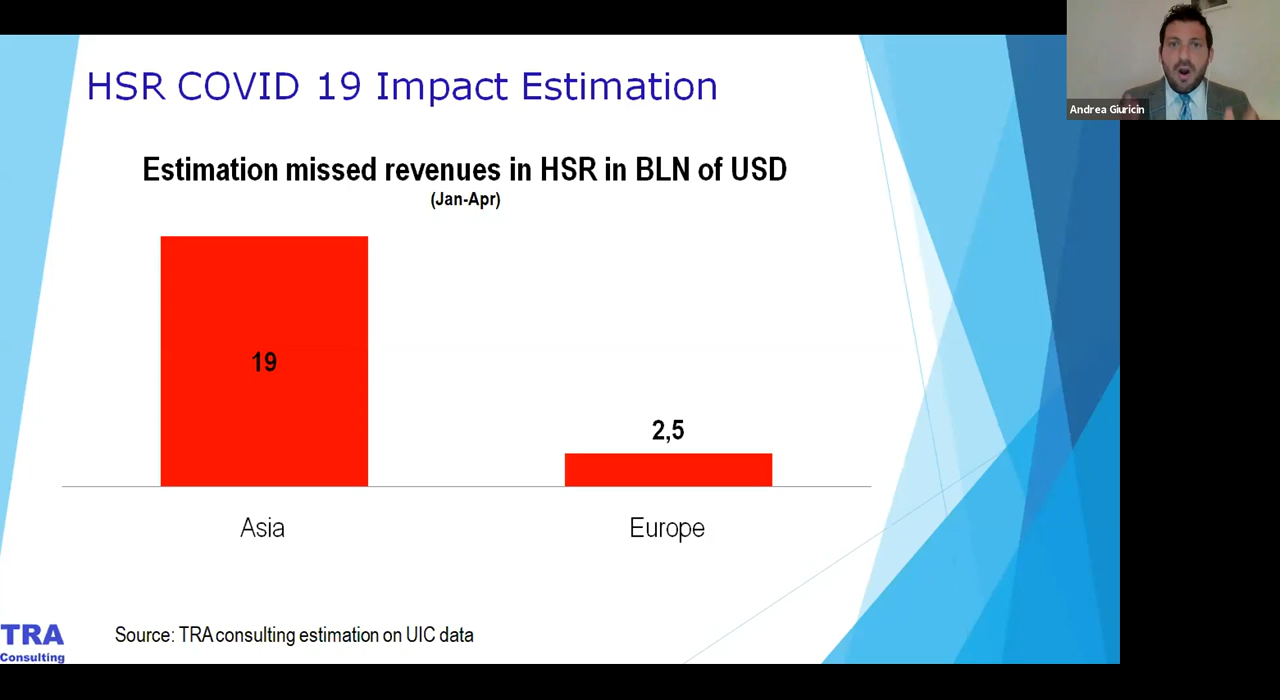 HSR COVID 19 Impact Estimation
Andrea Giuricin
Estimation missed revenues in HSR in BLN of USD
(Jan-Apr)
19
2,5
Asia
Europe
TRA
Consulting
Source: TRA consulting estimation on UIC data